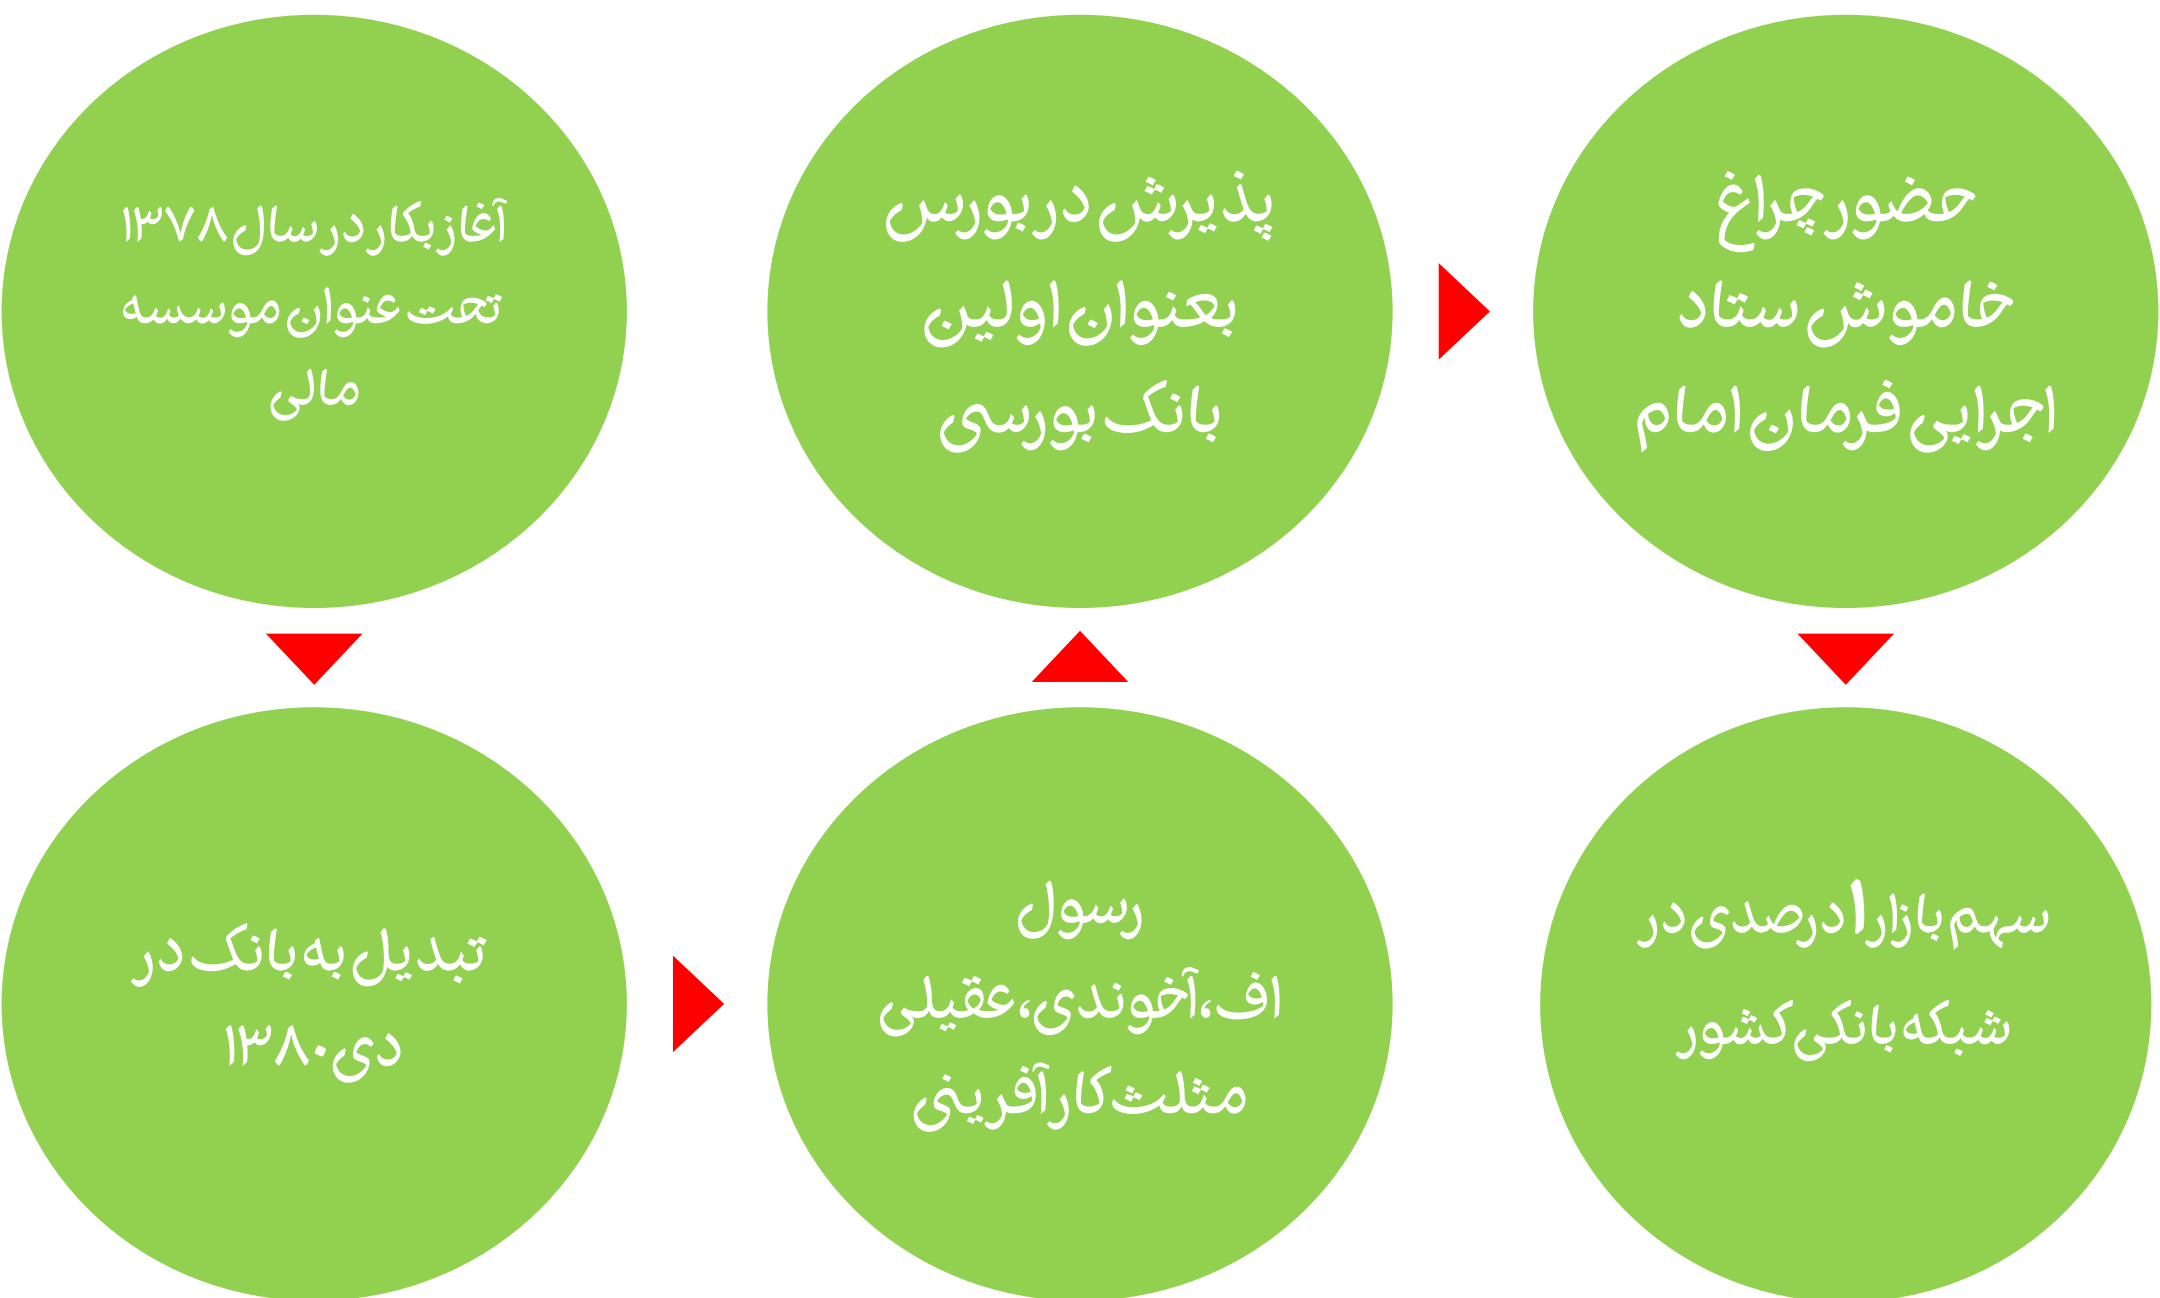 آغاز بکار در سال ۱۳۷۸
تحت عنوان موسسه
مالی
تبدیل به بانک در
دی ۱۳۸۰
رسول
اف،آخوندی،عقیلی
مثلث کارآفرینی
پذیرش در بورس
بعنوان اولین
بانک بورسی
حضور چراغ
خاموش ستاد
اجرایی فرمان امام
سهم بازار ۱ درصدی در
شبکه بانکی کشور